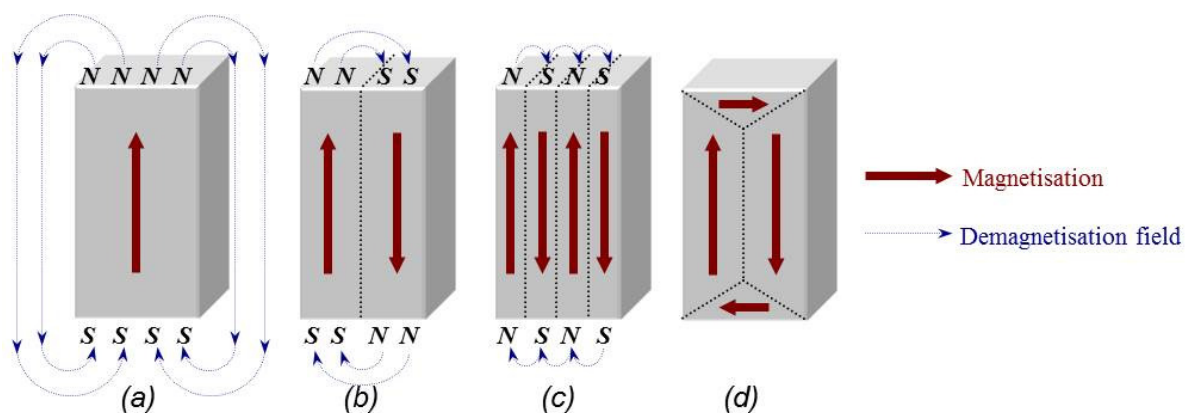 N N N N
N N S S
N S N S
Magnetisation
Demagnetisation field
S S S S
S S N N
N S N S
(a)
(b)
(c)
(d)